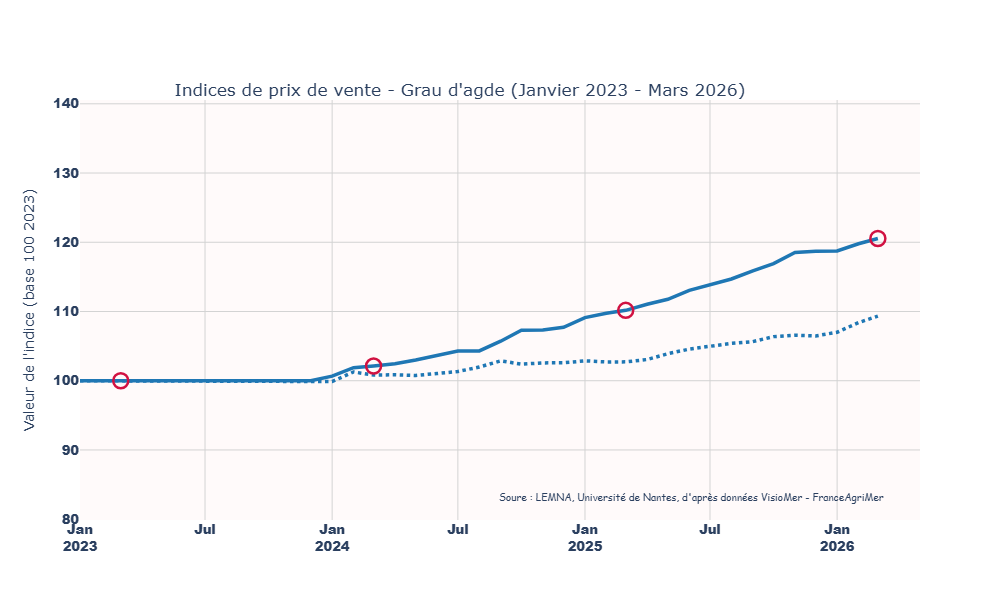 Indices de prix de vente - Grau d'agde (Janvier 2023 - Mars 2026)
Valeur de l'indice (base 100 2023)
140
130
120
110
100
90
80
Soure : LEMNA, Université de Nantes, d'après données VisioMer - FranceAgriMer
Jan Jul Jan Jul Jan Jul Jan
2023 2024 2025 2026